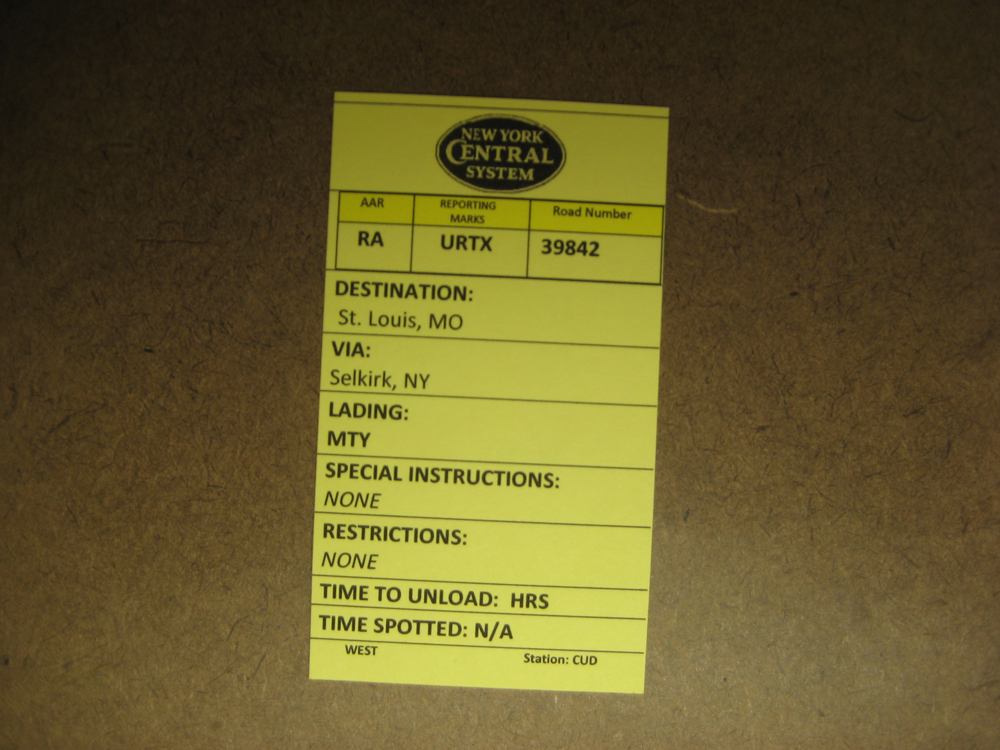 NEW YORK
CENTRAL
SYSTEM
AAR
REPORTING
MARKS
Road Number
RA URTX 39842
DESTINATION:
St. Louis, MO
VIA:
Selkirk, NY
LADING:
MTY
SPECIAL INSTRUCTIONS:
NONE
RESTRICTIONS:
NONE
TIME TO UNLOAD: HRS
TIME SPOTTED: N/A
WEST Station: CUD